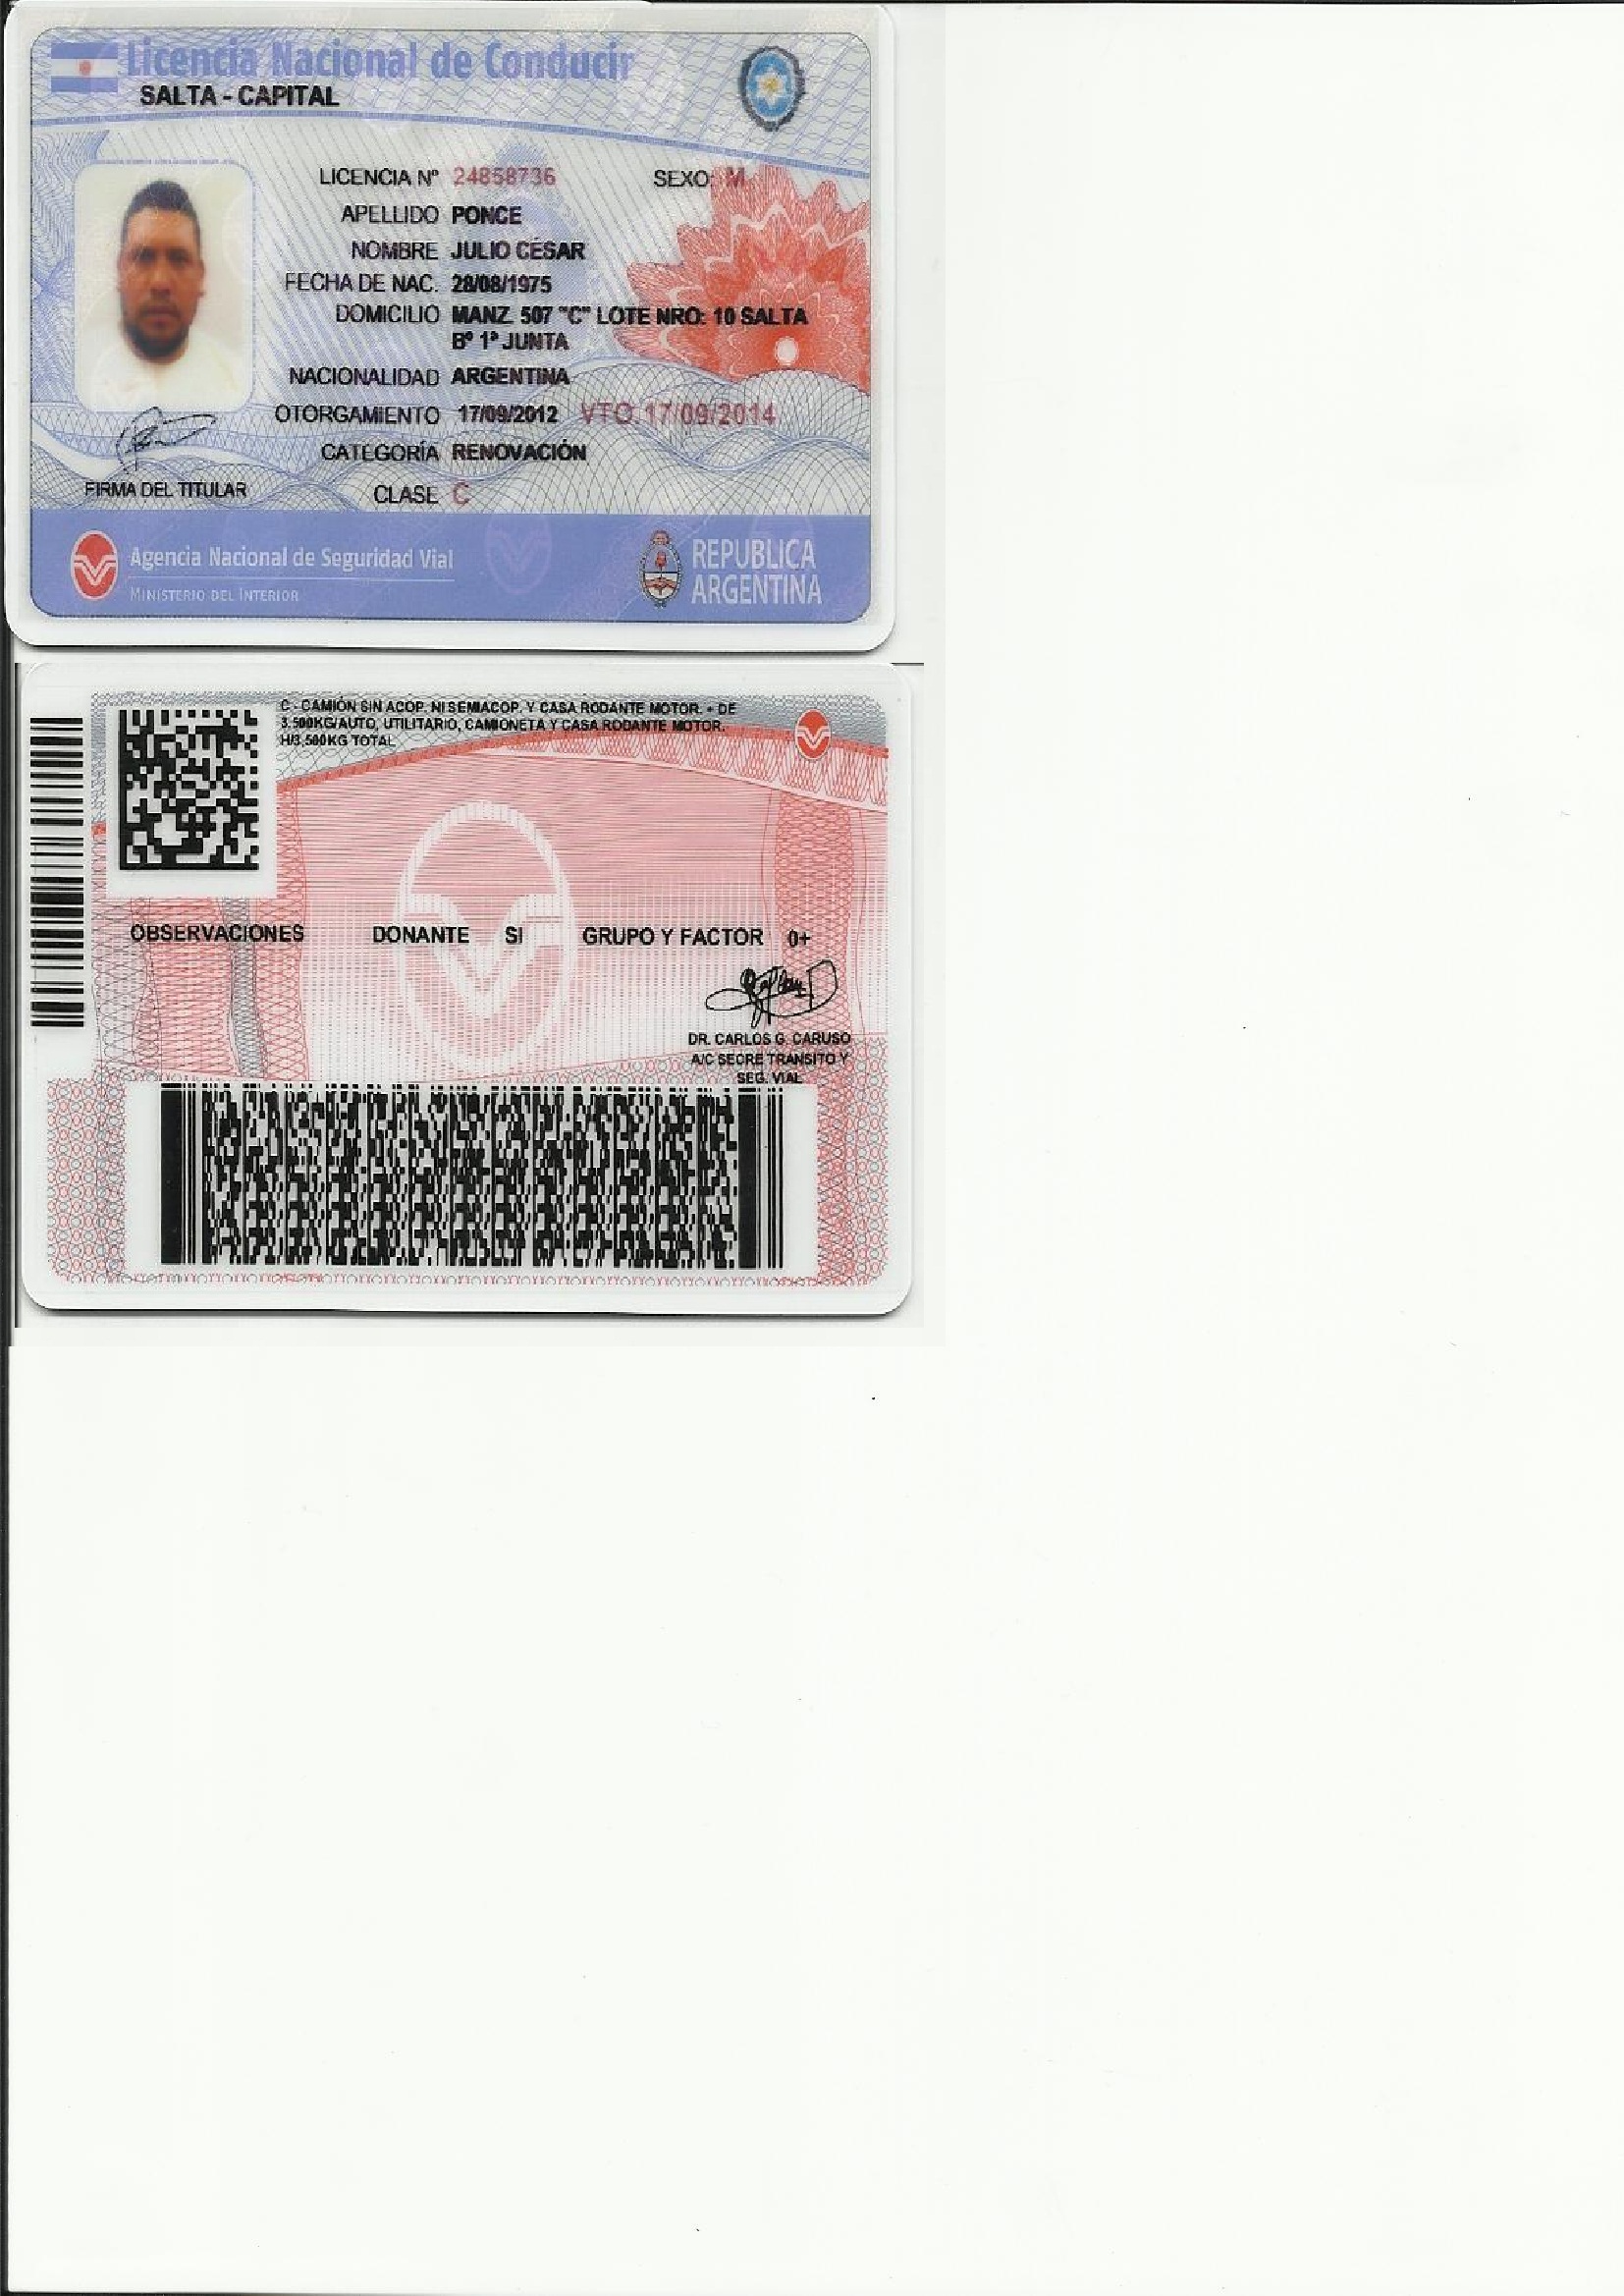 Licencia Nacional de Conducir
SALTA - CAPITAL
LICENCIA Nº 24858736 SEXO: M
APELLIDO PONCE
NOMBRE JULIO CÉSAR
FECHA DE NAC. 28/08/1975
DOMICILIO MANZ. 507 "C" LOTE NRO: 10 SALTA
Bº 1ª JUNTA
NACIONALIDAD ARGENTINA
OTORGAMIENTO 17/09/2012 VTO. 17/09/2014
CATEGORÍA RENOVACIÓN
FIRMA DEL TITULAR
CLASE C
Agencia Nacional de Seguridad Vial
MINISTERIO DEL INTERIOR
REPUBLICA
ARGENTINA
C - CAMIÓN SIN ACOP. NI SEMIACOP. Y CASA RODANTE MOTOR. + DE
3.500KG/AUTO, UTILITARIO, CAMIONETA Y CASA RODANTE MOTOR.
H/3,500KG TOTAL
OBSERVACIONES DONANTE SI GRUPO Y FACTOR 0+
DR. CARLOS G. CARUSO
A/C SECRE TRANSITO Y
SEG. VIAL